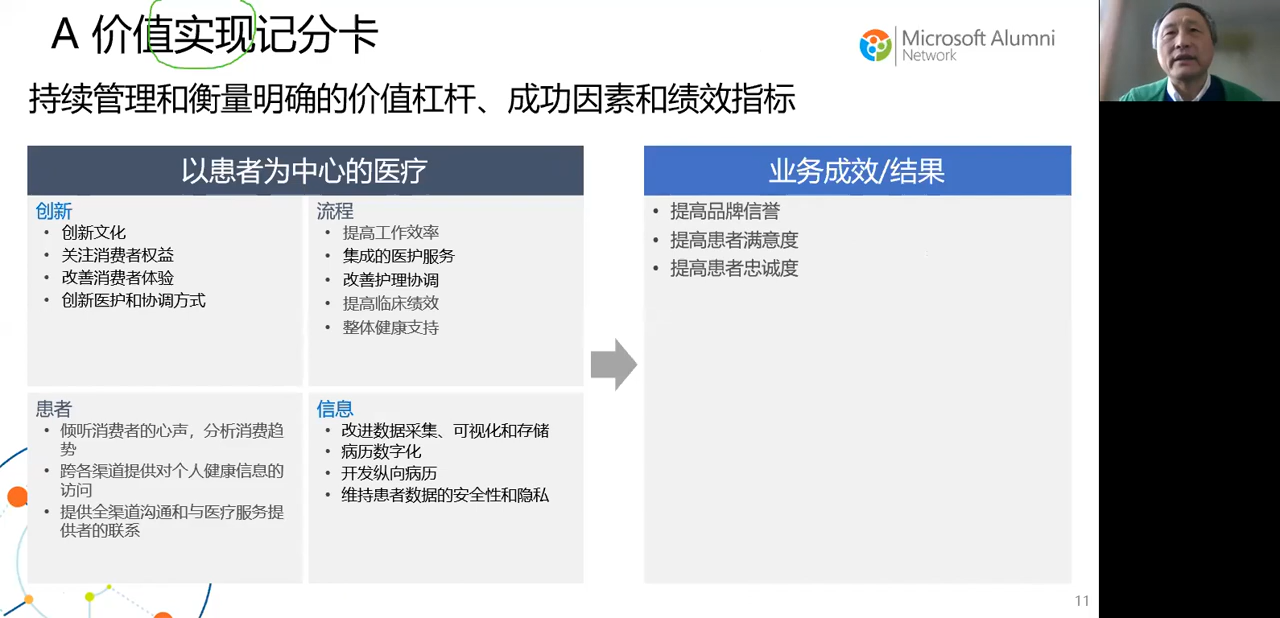 A 价值实现记分卡
Microsoft Alumni
Network
持续管理和衡量明确的价值杠杆、成功因素和绩效指标
以患者为中心的医疗
业务成效/结果
创新
• 创新文化
• 关注消费者权益
• 改善消费者体验
• 创新医护和协调方式
流程
• 提高工作效率
• 集成的医护服务
• 改善护理协调
• 提高临床绩效
• 整体健康支持
• 提高品牌信誉
• 提高患者满意度
• 提高患者忠诚度
患者
• 倾听消费者的心声，分析消费趋
势
• 跨各渠道提供对个人健康信息的
访问
• 提供全渠道沟通和与医疗服务提
供者的联系
信息
• 改进数据采集、可视化和存储
• 病历数字化
• 开发纵向病历
• 维持患者数据的安全性和隐私
11